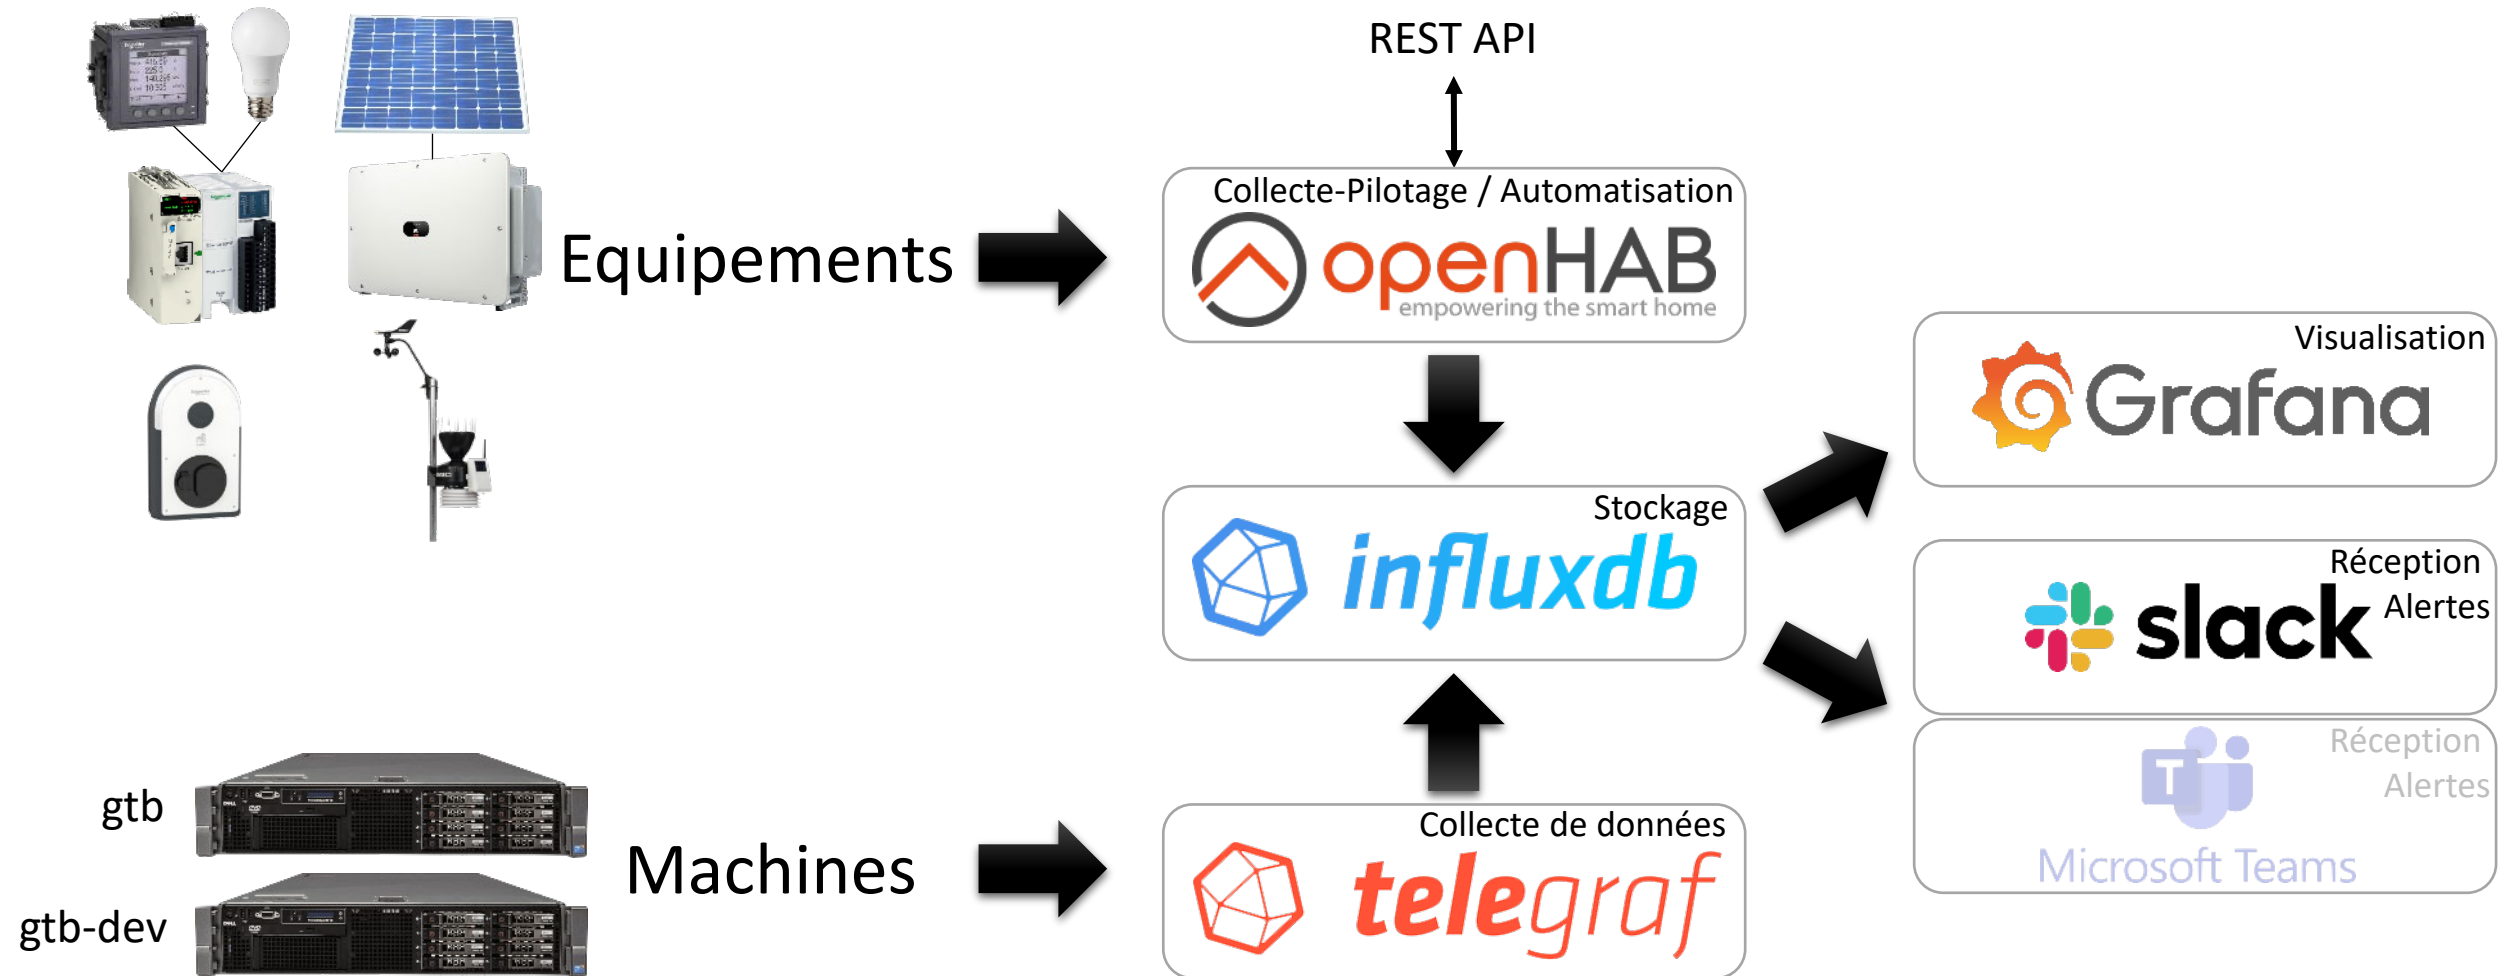 REST API
Collecte-Pilotage / Automatisation
openHAB
empowering the smart home
Equipements
Visualisation
Grafana
Stockage
influxdb
Réception
Alertes
slack
Réception
Alertes
T
Microsoft Teams
gtb
Machines
gtb-dev
Collecte de données
telegraf